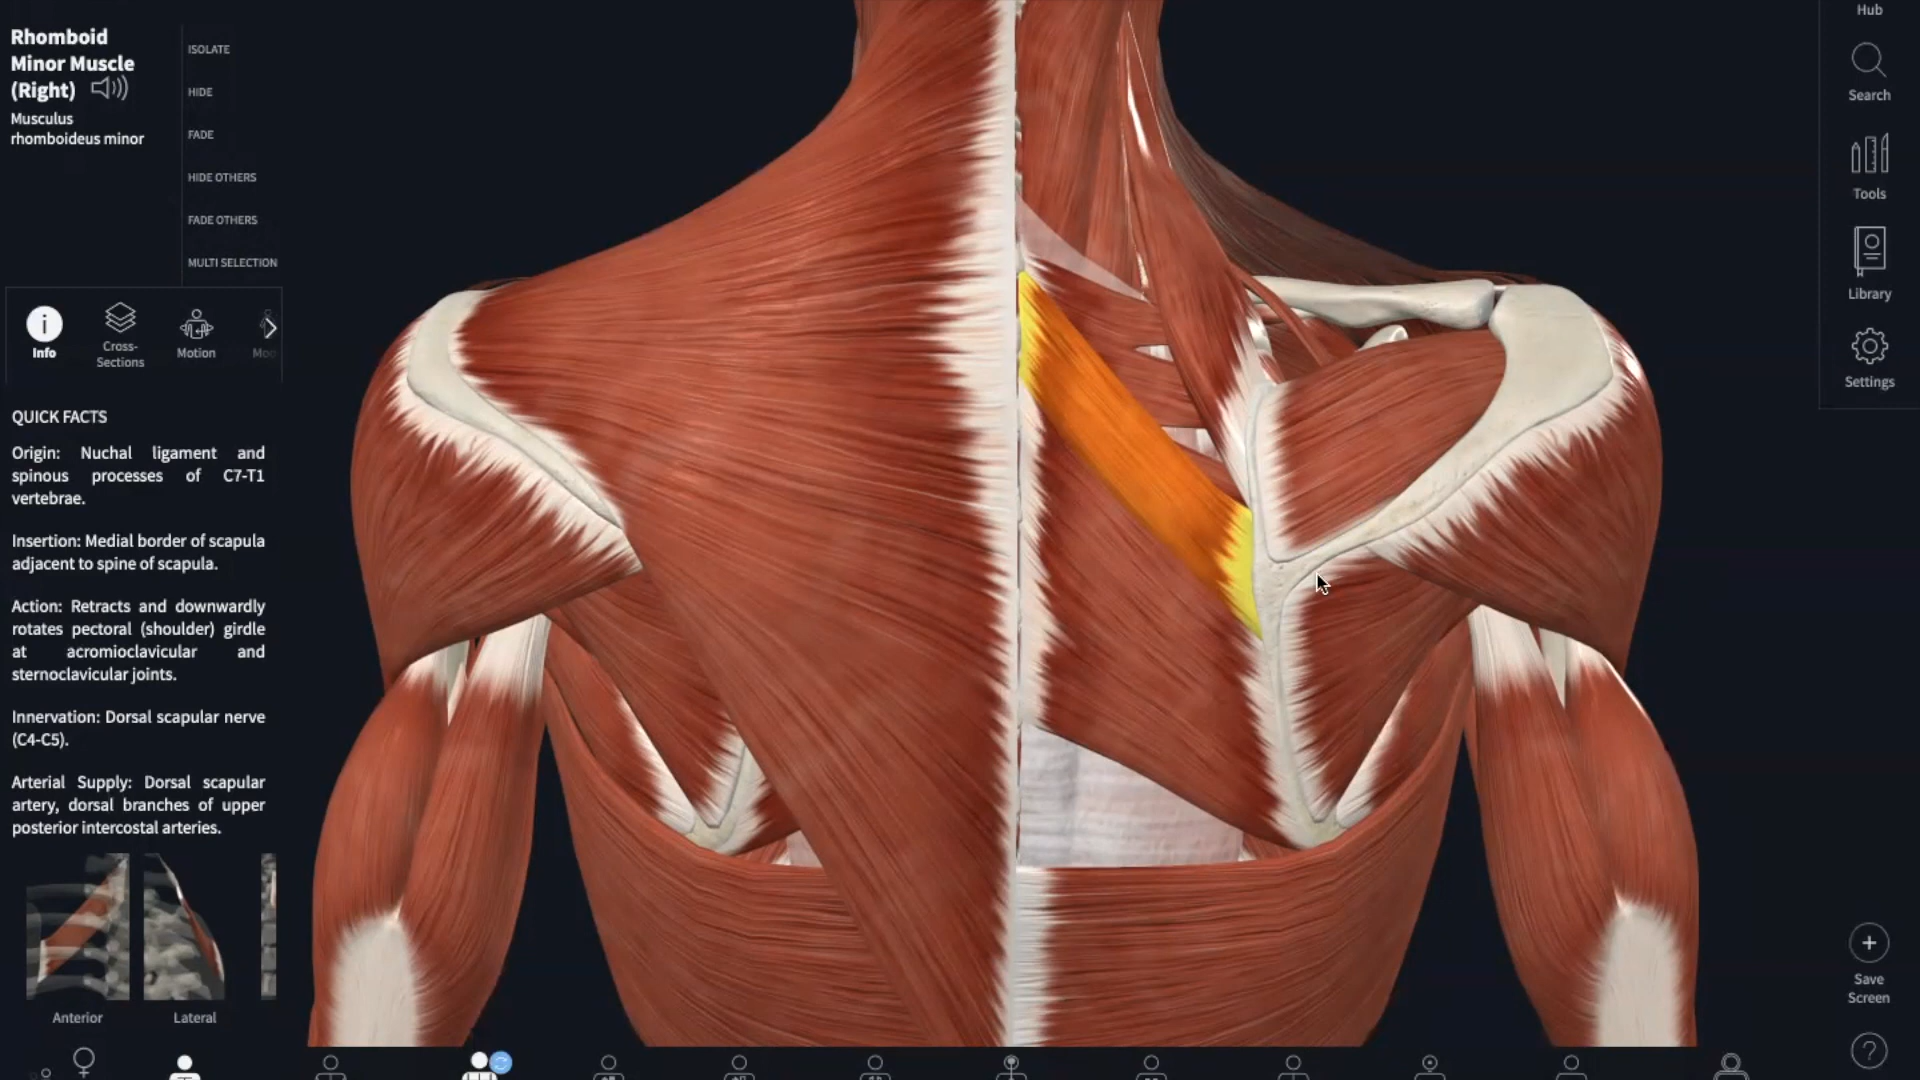 Rhomboid
Minor Muscle
(Right)
Musculus
rhomboideus minor
ISOLATE
HIDE
FADE
HIDE OTHERS
FADE OTHERS
MULTI SELECTION
Info
Cross-
Sections
Motion
QUICK FACTS
Origin: Nuchal ligament and
spinous processes of C7-T1
vertebrae.
Insertion: Medial border of scapula
adjacent to spine of scapula.
Action: Retracts and downwardly
rotates pectoral (shoulder) girdle
at acromioclavicular and
sternoclavicular joints.
Innervation: Dorsal scapular nerve
(C4-C5).
Arterial Supply: Dorsal scapular
artery, dorsal branches of upper
posterior intercostal arteries.
Anterior
Lateral
Hub
Search
Tools
Library
Settings
Save
Screen